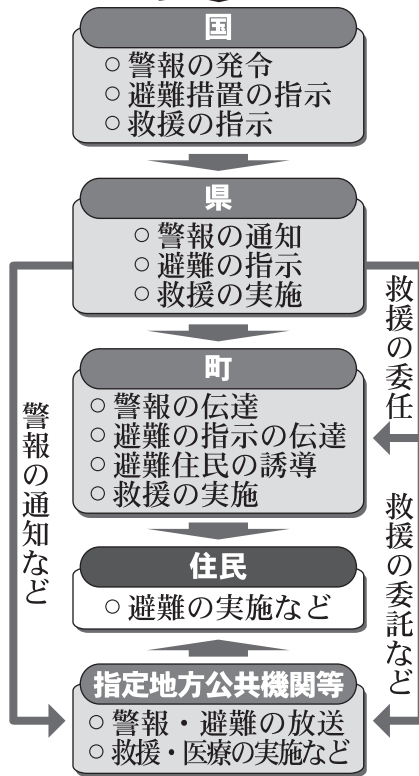 国
○ 警報の発令
○ 避難措置の指示
○ 救援の指示
県
○ 警報の通知
○ 避難の指示
○ 救援の実施
救援の委任
町
○ 警報の伝達
○ 避難の指示の伝達
○ 避難住民の誘導
○ 救援の実施
警報の通知など
救援の委託など
住民
○ 避難の実施など
指定地方公共機関等
○ 警報・避難の放送
○ 救援・医療の実施など